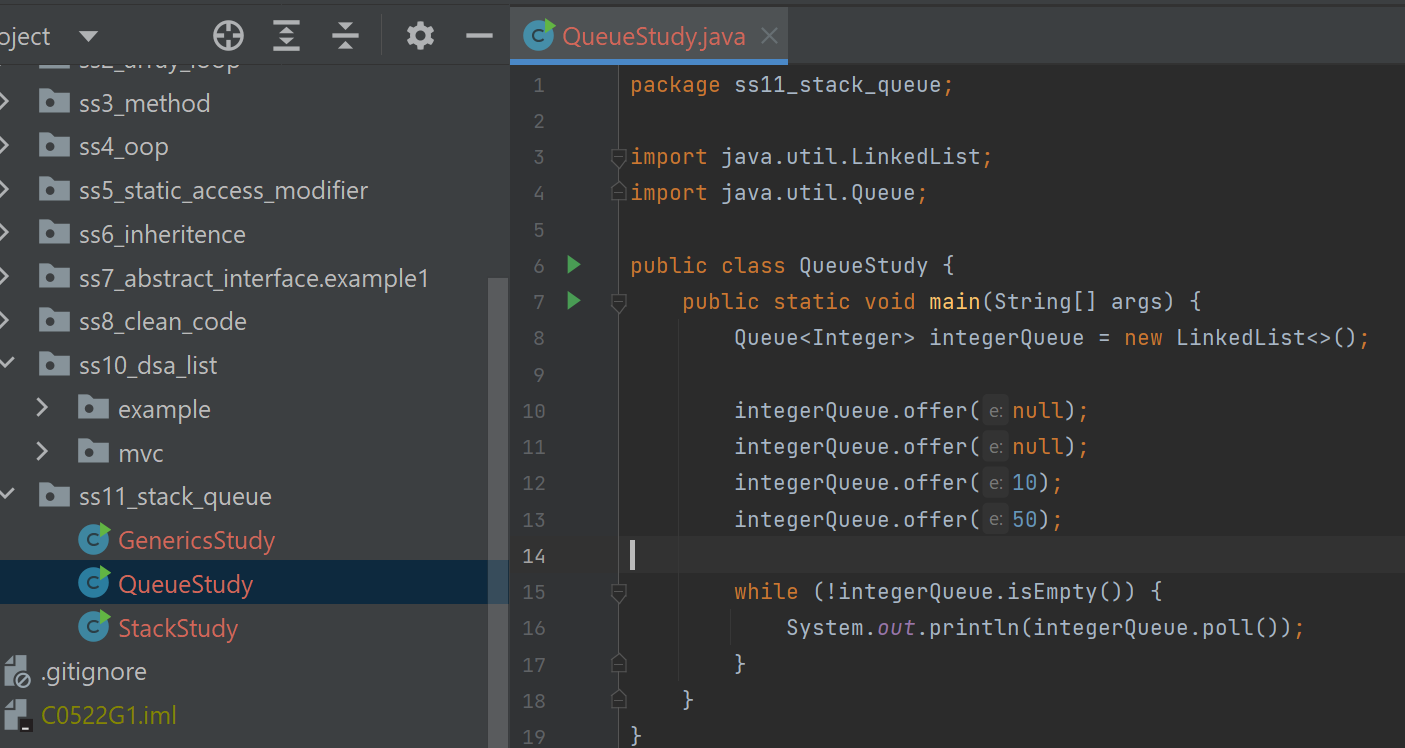 oject
ss2_array_loop
ss3_method
ss4_oop
ss5_static_access_modifier
ss6_inheritence
ss7_abstract_interface.example1
ss8_clean_code
ss10_dsa_list
example
mvc
ss11_stack_queue
GenericsStudy
QueueStudy
StackStudy
.gitignore
C0522G1.iml
QueueStudy.java
1 package ss11_stack_queue;
2
3 import java.util.LinkedList;
4 import java.util.Queue;
5
6 public class QueueStudy {
7 public static void main(String[] args) {
8 Queue<Integer> integerQueue = new LinkedList<>();
9
10 integerQueue.offer( e: null);
11 integerQueue.offer( e: null);
12 integerQueue.offer( e: 10);
13 integerQueue.offer( e: 50);
14
15 while (!integerQueue.isEmpty()) {
16 System.out.println(integerQueue.poll());
17 }
18 }
19 }